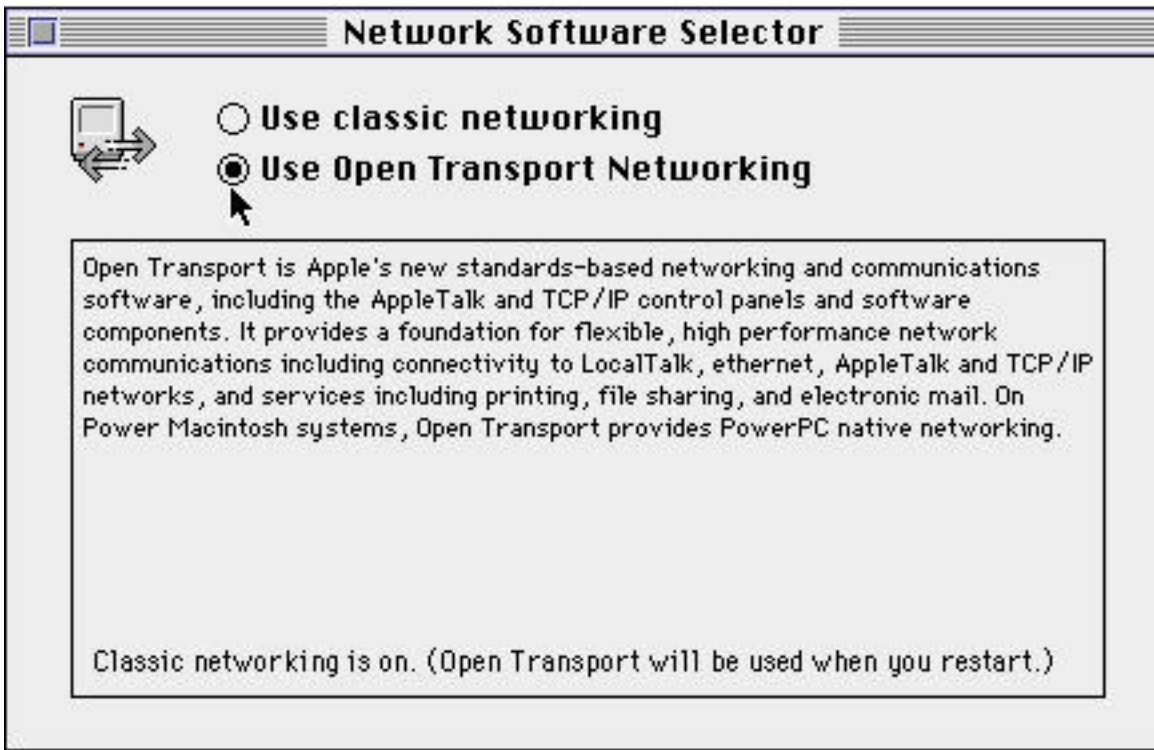 Network Software Selector
Use classic networking
Use Open Transport Networking
Open Transport is Apple's new standards-based networking and communications
software, including the AppleTalk and TCP/IP control panels and software
components. It provides a foundation for flexible, high performance network
communications including connectivity to LocalTalk, ethernet, AppleTalk and TCP/IP
networks, and services including printing, file sharing, and electronic mail. On
Power Macintosh systems, Open Transport provides PowerPC native networking.
Classic networking is on. (Open Transport will be used when you restart.)